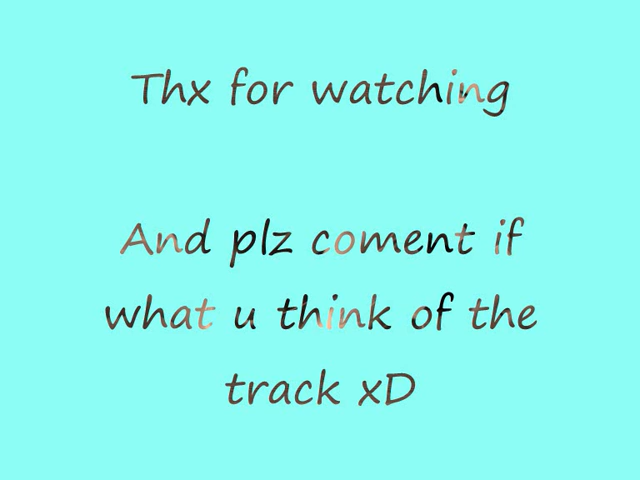 Thx for watching
And plz coment if
what u think of the
track xD